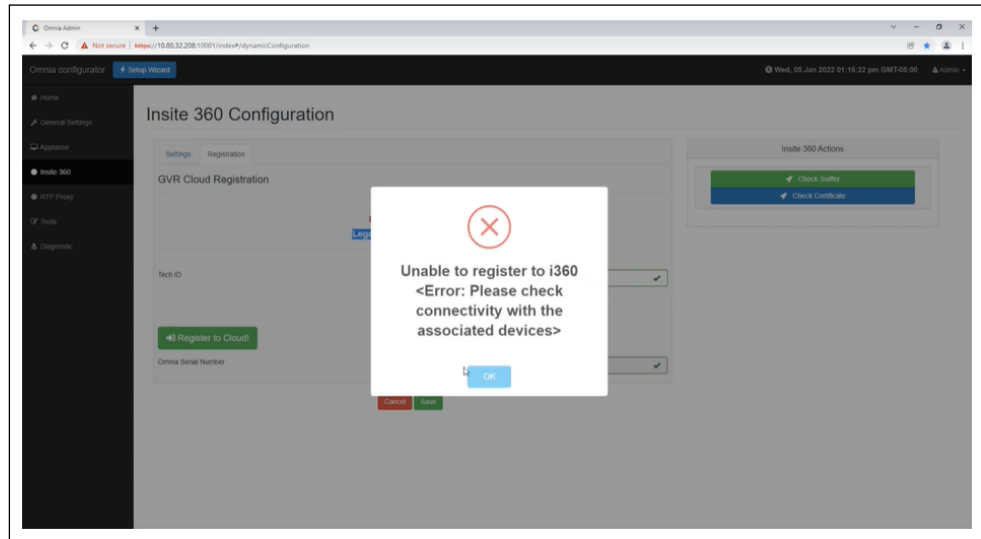 Omnia Admin
Not secure | https://10.80.32.208:10001/index#/dynamicConfiguration
Omnia configurator
Setup Wizard
Wed, 05 Jan 2022 01:16:22 pm GMT-05:00
Admin
Home
General Settings
Applause
Insite 360
RTP Proxy
Tools
Diagnostic
Insite 360 Configuration
Settings
Registration
GVR Cloud Registration
Tech ID
Register to Cloud!
Omnia Serial Number
Cancel
Save
Unable to register to i360
<Error: Please check
connectivity with the
associated devices>
OK
Insite 360 Actions
Check Sniffer
Check Certificate